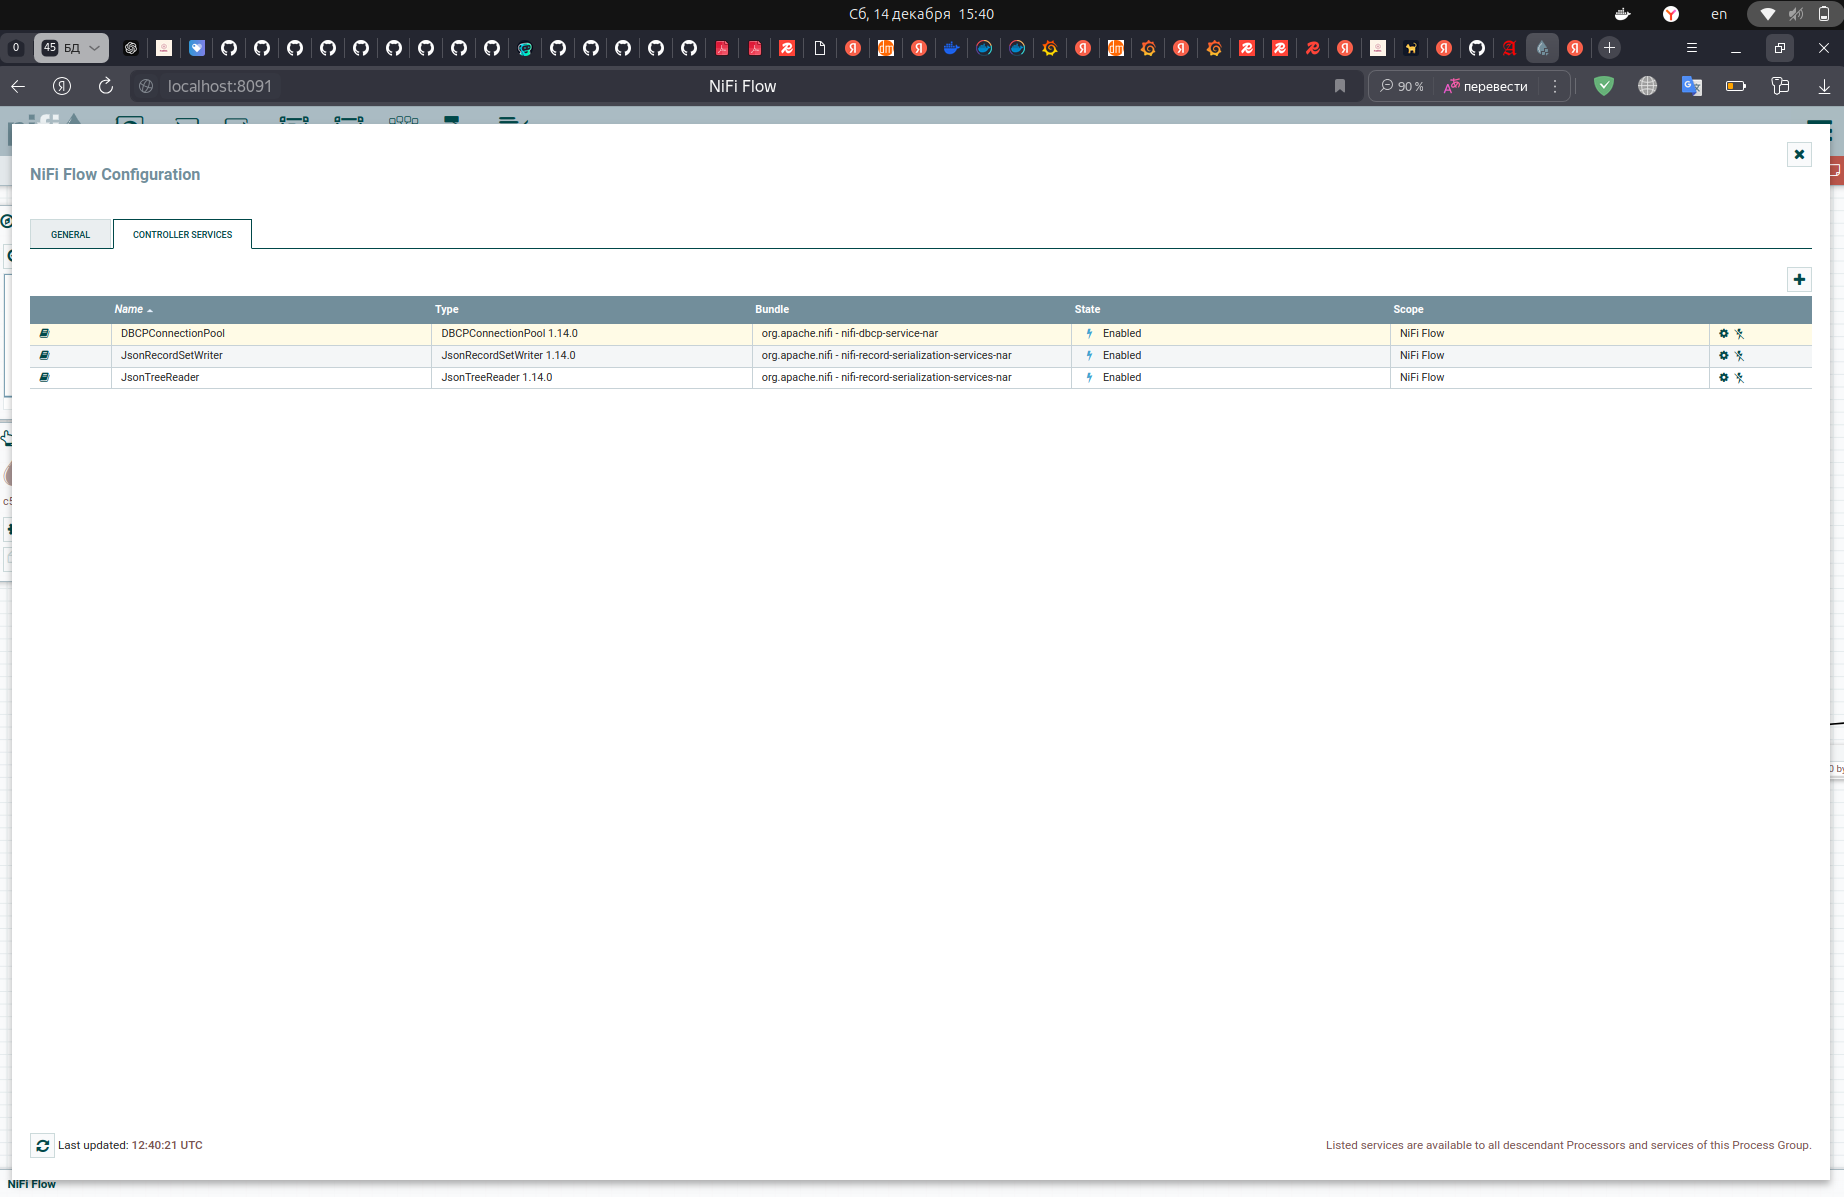 Сб, 14 декабря 15:40
en
0
45 БД
localhost:8091
NiFi Flow
90 %
перевести
NiFi Flow Configuration
GENERAL
CONTROLLER SERVICES
Name Type Bundle State Scope
DBCPConnectionPool DBCPConnectionPool 1.14.0 org.apache.nifi - nifi-dbcp-service-nar Enabled NiFi Flow
JsonRecordSetWriter JsonRecordSetWriter 1.14.0 org.apache.nifi - nifi-record-serialization-services-nar Enabled NiFi Flow
JsonTreeReader JsonTreeReader 1.14.0 org.apache.nifi - nifi-record-serialization-services-nar Enabled NiFi Flow
Last updated: 12:40:21 UTC
Listed services are available to all descendant Processors and services of this Process Group.
NiFi Flow